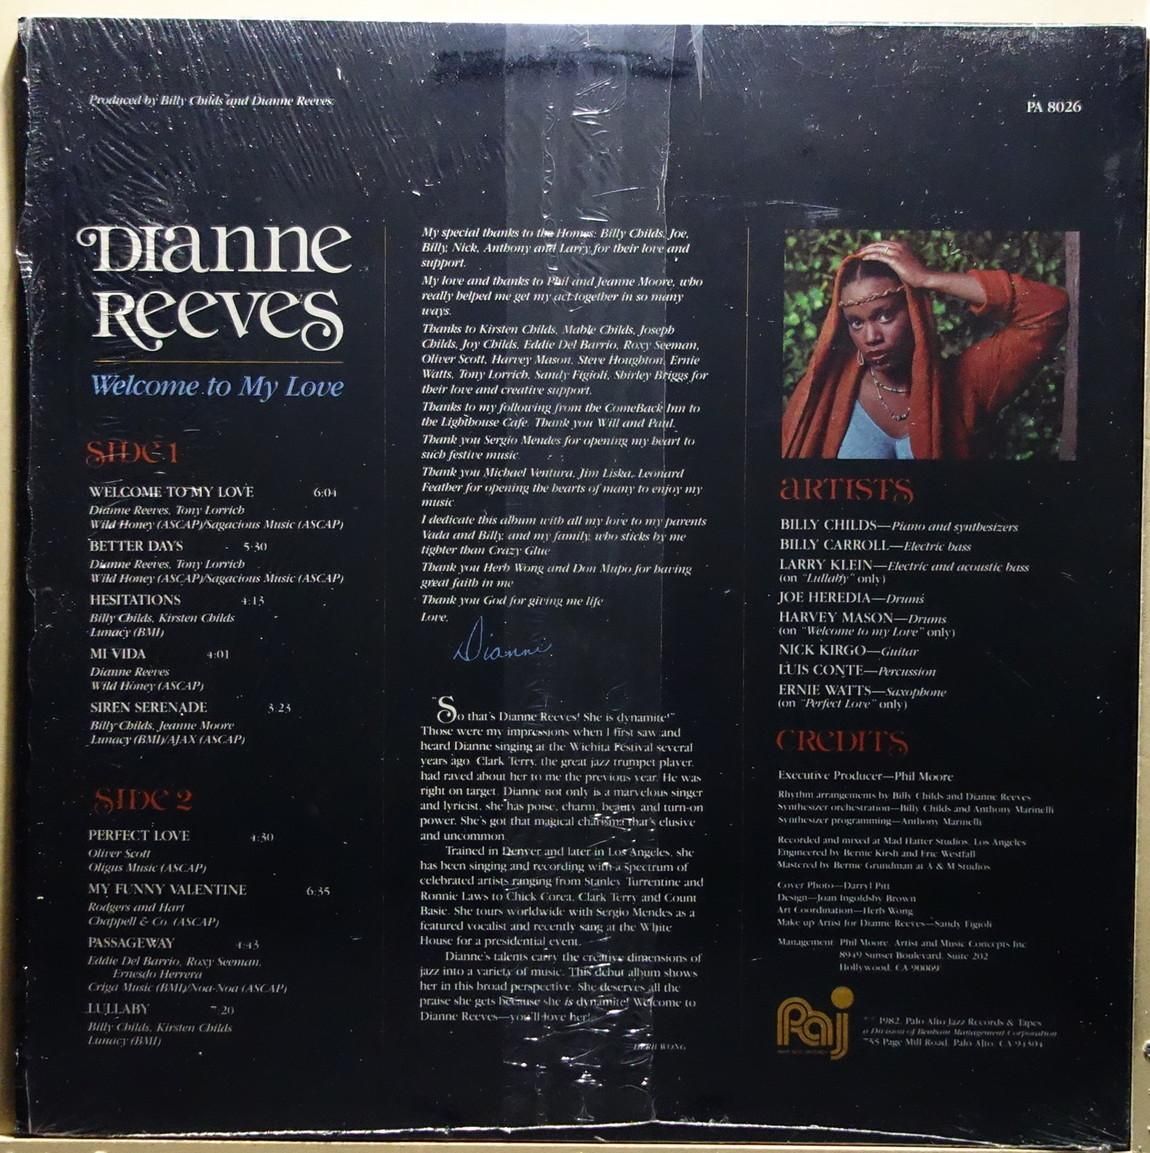 Produced by Billy Childs and Dianne Reeves
PA 8026
Dianne
Reeves
Welcome to My Love
SIDE 1
WELCOME TO MY LOVE 6:04
Dianne Reeves, Tony Lorrich
Wild Honey (ASCAP)/Sagacious Music (ASCAP)
BETTER DAYS 5:30
Dianne Reeves, Tony Lorrich
Wild Honey (ASCAP)/Sagacious Music (ASCAP)
HESITATIONS 4:13
Billy Childs, Kirsten Childs
Lunacy (BMI)
MI VIDA 4:01
Dianne Reeves
Wild Honey (ASCAP)
SIREN SERENADE 3:23
Billy Childs, Jeanne Moore
Lunacy (BMI)/AJAX (ASCAP)
SIDE 2
PERFECT LOVE 4:30
Oliver Scott
Oligus Music (ASCAP)
MY FUNNY VALENTINE 6:35
Rodgers and Hart
Chappell & Co. (ASCAP)
PASSAGEWAY 4:43
Eddie Del Barrio, Roxy Seeman,
Ernesdo Herrera
Criga Music (BMI)/Noa-Noa (ASCAP)
LULLABY 7:20
Billy Childs, Kirsten Childs
Lunacy (BMI)
My special thanks to the Homes: Billy Childs, Joe,
Billy, Nick, Anthony and Larry for their love and
support.
My love and thanks to Phil and Jeanne Moore, who
really helped me get my act together in so many
ways.
Thanks to Kirsten Childs, Mable Childs, Joseph
Childs, Joy Childs, Eddie Del Barrio, Roxy Seeman,
Oliver Scott, Harvey Mason, Steve Houghton, Ernie
Watts, Tony Lorrich, Sandy Figioli, Shirley Briggs for
their love and creative support.
Thanks to my following from the ComeBack Inn to
the Lighthouse Cafe. Thank you Will and Paul.
Thank you Sergio Mendes for opening my heart to
such festive music.
Thank you Michael Ventura, Jim Liska, Leonard
Feather for opening the hearts of many to enjoy my
music.
I dedicate this album with all my love to my parents
Vada and Billy, and my family, who sticks by me
tighter than Crazy Glue
Thank you Herb Wong and Don Mupo for having
great faith in me
Thank you God for giving me life
Love,
Dianne
"So that's Dianne Reeves! She is dynamite!"
Those were my impressions when I first saw and
heard Dianne singing at the Wichita Festival several
years ago. Clark Terry, the great jazz trumpet player,
had raved about her to me the previous year. He was
right on target. Dianne not only is a marvelous singer
and lyricist, she has poise, charm, beauty and turn-on
power. She's got that magical charisma that's elusive
and uncommon.
Trained in Denver and later in Los Angeles, she
has been singing and recording with a spectrum of
celebrated artists ranging from Stanley Turrentine and
Ronnie Laws to Chick Corea, Clark Terry and Count
Basie. She tours worldwide with Sergio Mendes as a
featured vocalist and recently sang at the White
House for a presidential event.
Dianne's talents carry the creative dimensions of
jazz into a variety of music. This debut album shows
her in this broad perspective. She deserves all the
praise she gets because she is dynamite! Welcome to
Dianne Reeves—you'll love her!
HERB WONG
ARTISTS
BILLY CHILDS—Piano and synthesizers
BILLY CARROLL—Electric bass
LARRY KLEIN—Electric and acoustic bass
(on "Lullaby" only)
JOE HEREDIA—Drums
HARVEY MASON—Drums
(on "Welcome to my Love" only)
NICK KIRGO—Guitar
LUIS CONTE—Percussion
ERNIE WATTS—Saxophone
(on "Perfect Love" only)
CREDITS
Executive Producer—Phil Moore
Rhythm arrangements by Billy Childs and Dianne Reeves
Synthesizer orchestration—Billy Childs and Anthony Marinelli
Synthesizer programming—Anthony Marinelli
Recorded and mixed at Mad Hatter Studios, Los Angeles
Engineered by Bernie Kirsh and Eric Westfall
Mastered by Bernie Grundman at A & M Studios
Cover Photo—Darryl Pitt
Design—Joan Ingoldsby Brown
Art Coordination—Herb Wong
Make up Artist for Dianne Reeves—Sandy Figioli
Management: Phil Moore, Artist and Music Concepts Inc
8949 Sunset Boulevard, Suite 202
Hollywood, CA 90069
Paj
1982, Palo Alto Jazz Records & Tapes
a Division of Benham Management Corporation
755 Page Mill Road, Palo Alto, CA 94304